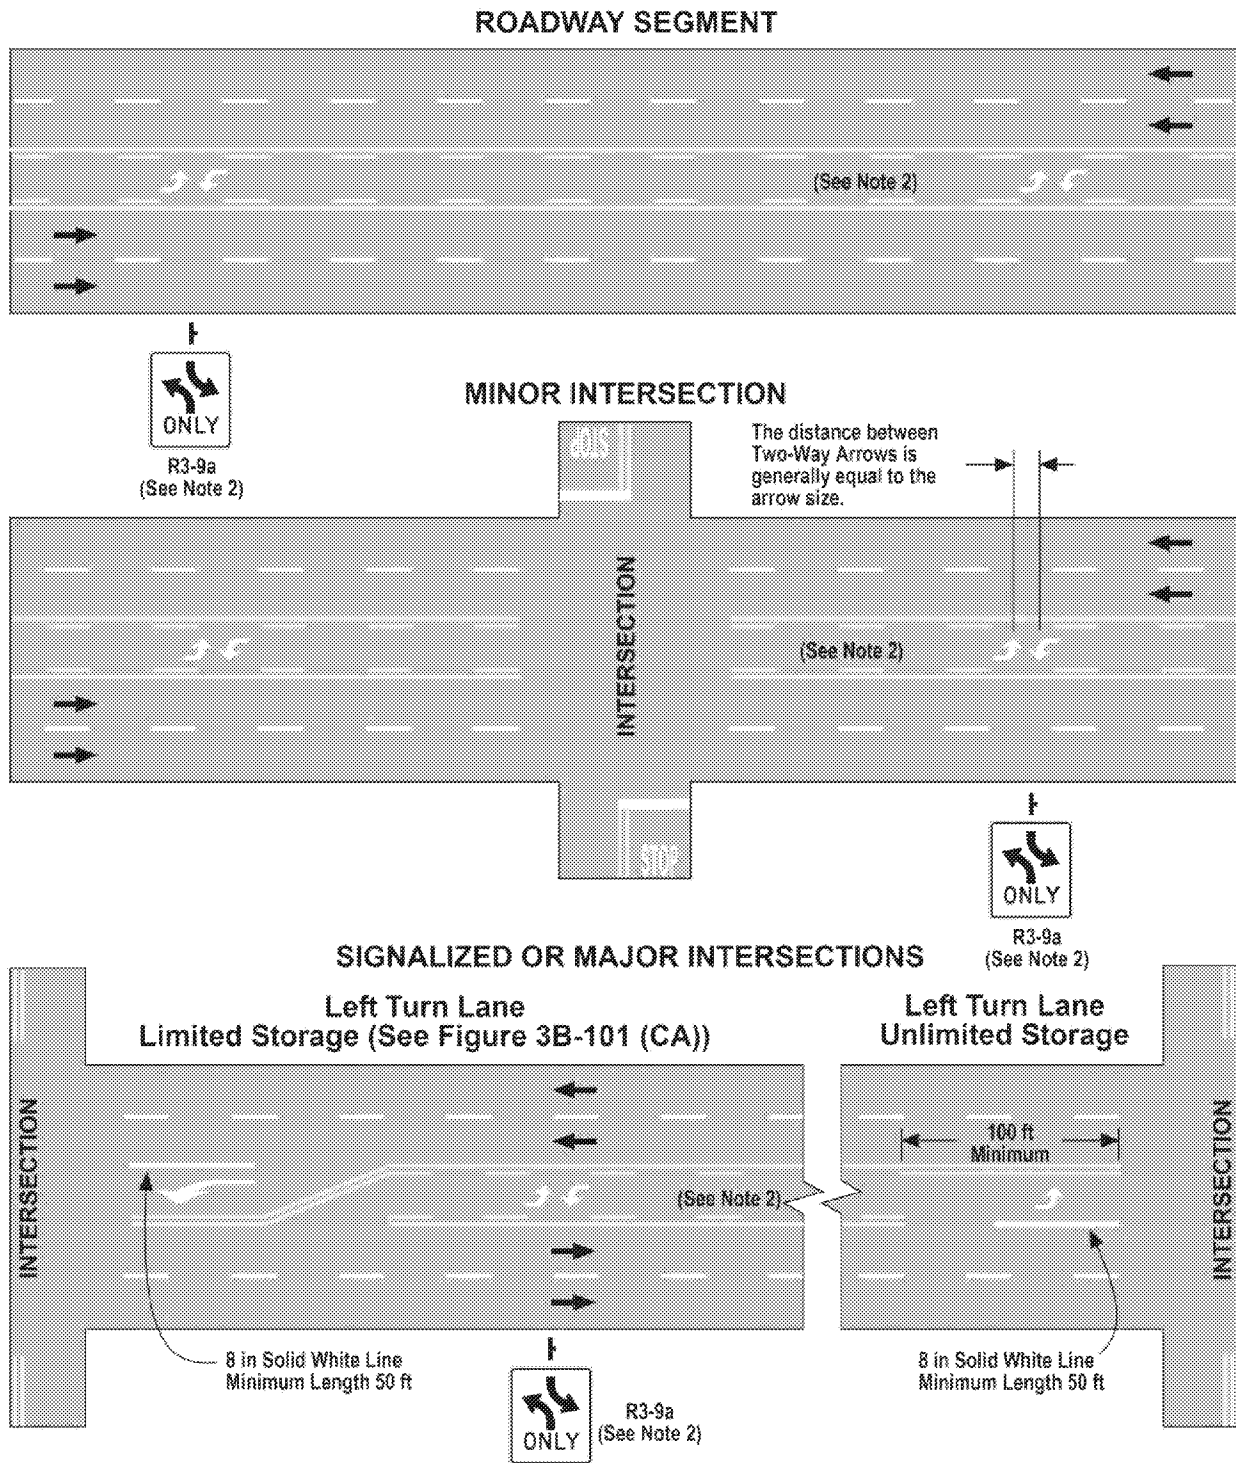 ROADWAY SEGMENT
(See Note 2)
ONLY
R3-9a
(See Note 2)
MINOR INTERSECTION
STOP
The distance between
Two-Way Arrows is
generally equal to the
arrow size.
INTERSECTION
(See Note 2)
STOP
ONLY
R3-9a
(See Note 2)
SIGNALIZED OR MAJOR INTERSECTIONS
Left Turn Lane
Limited Storage (See Figure 3B-101 (CA))
Left Turn Lane
Unlimited Storage
INTERSECTION
100 ft
Minimum
(See Note 2)
INTERSECTION
8 in Solid White Line
Minimum Length 50 ft
8 in Solid White Line
Minimum Length 50 ft
ONLY
R3-9a
(See Note 2)